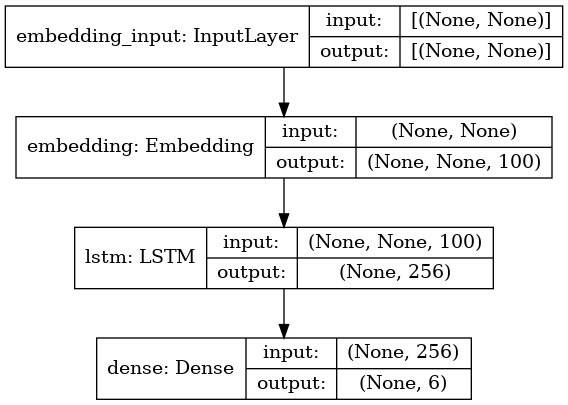 embedding_input: InputLayer
input: [(None, None)]
output: [(None, None)]
embedding: Embedding
input: (None, None)
output: (None, None, 100)
lstm: LSTM
input: (None, None, 100)
output: (None, 256)
dense: Dense
input: (None, 256)
output: (None, 6)